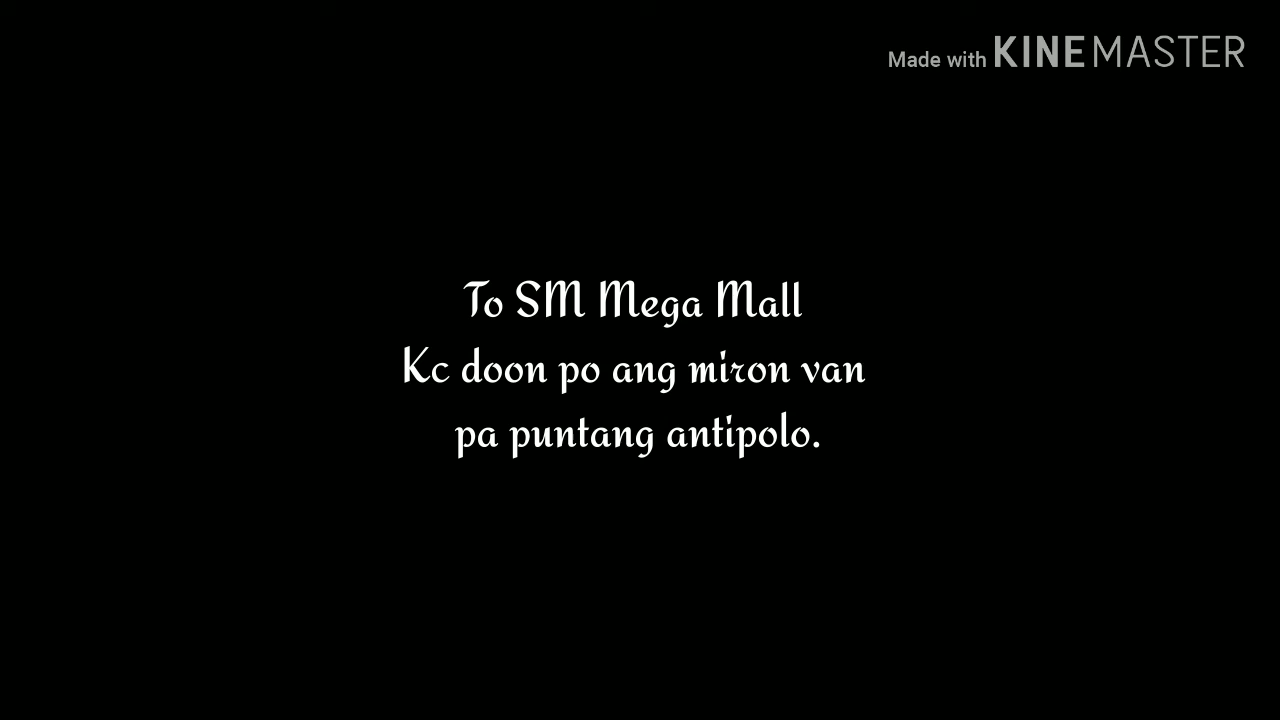 Made with KINEMASTER
To SM Mega Mall
Kc doon po ang miron van
pa puntang antipolo.